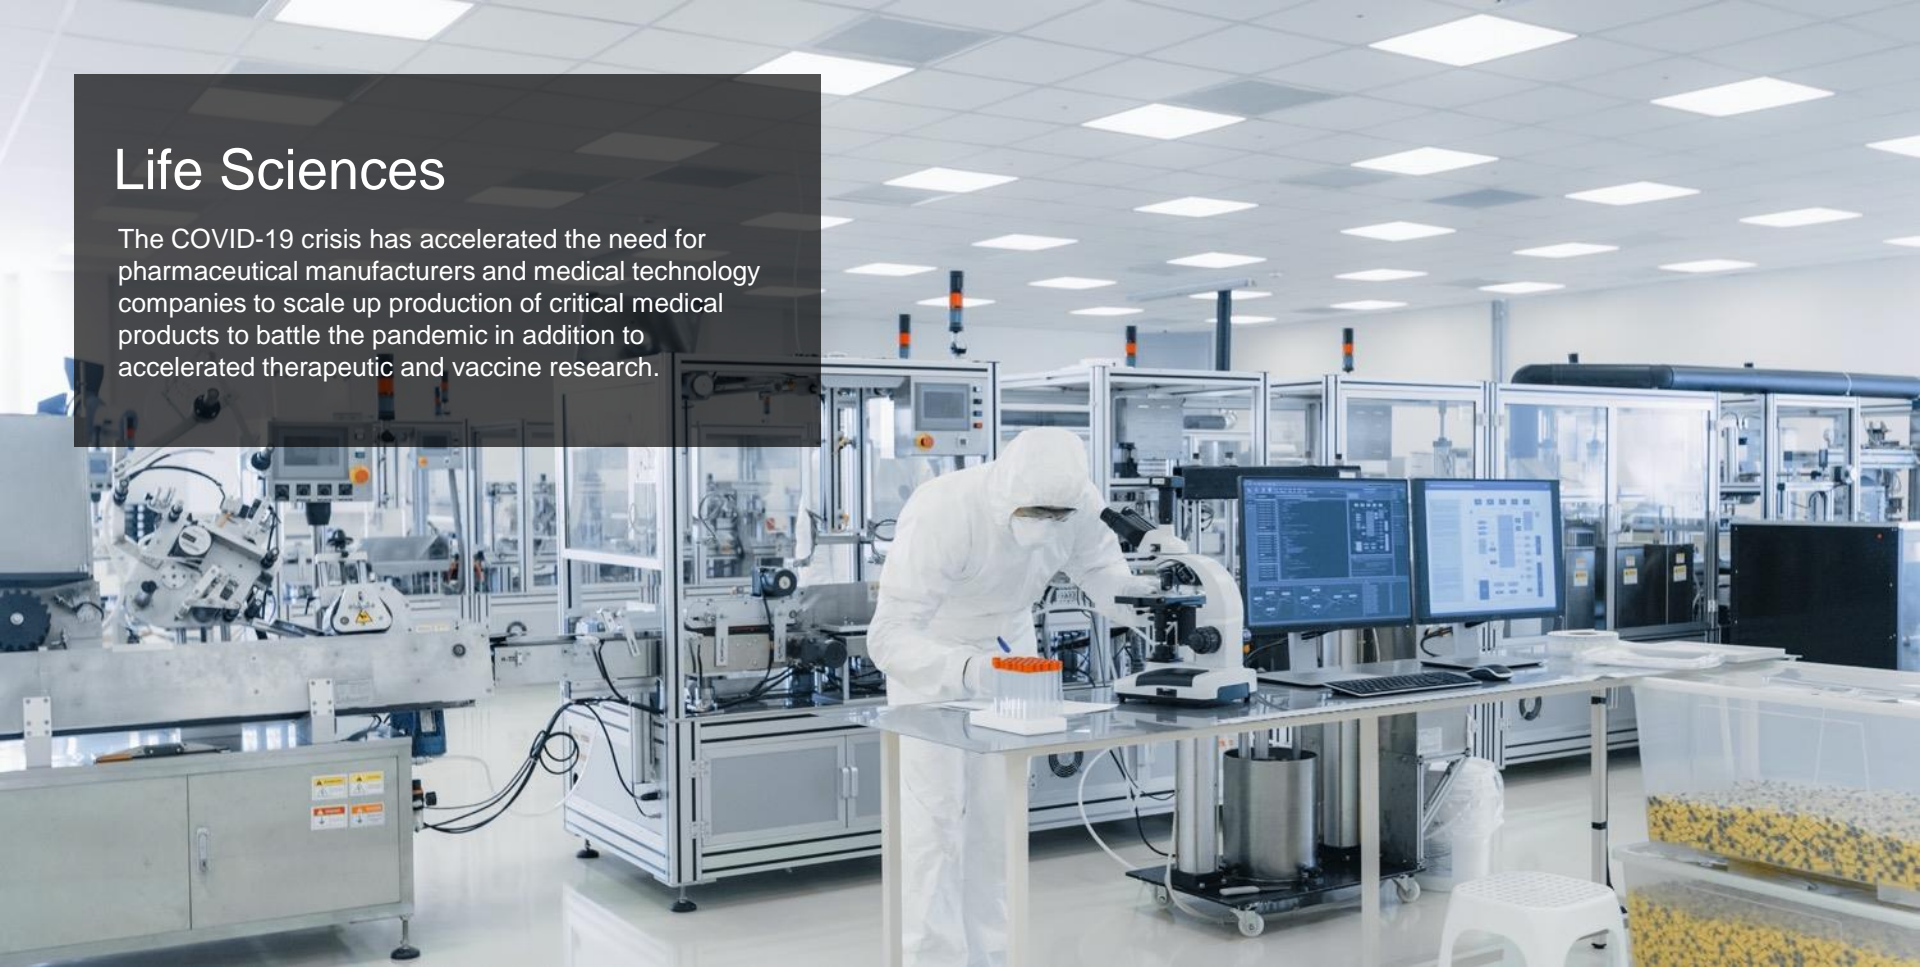 Life Sciences
The COVID-19 crisis has accelerated the need for
pharmaceutical manufacturers and medical technology
companies to scale up production of critical medical
products to battle the pandemic in addition to
accelerated therapeutic and vaccine research.